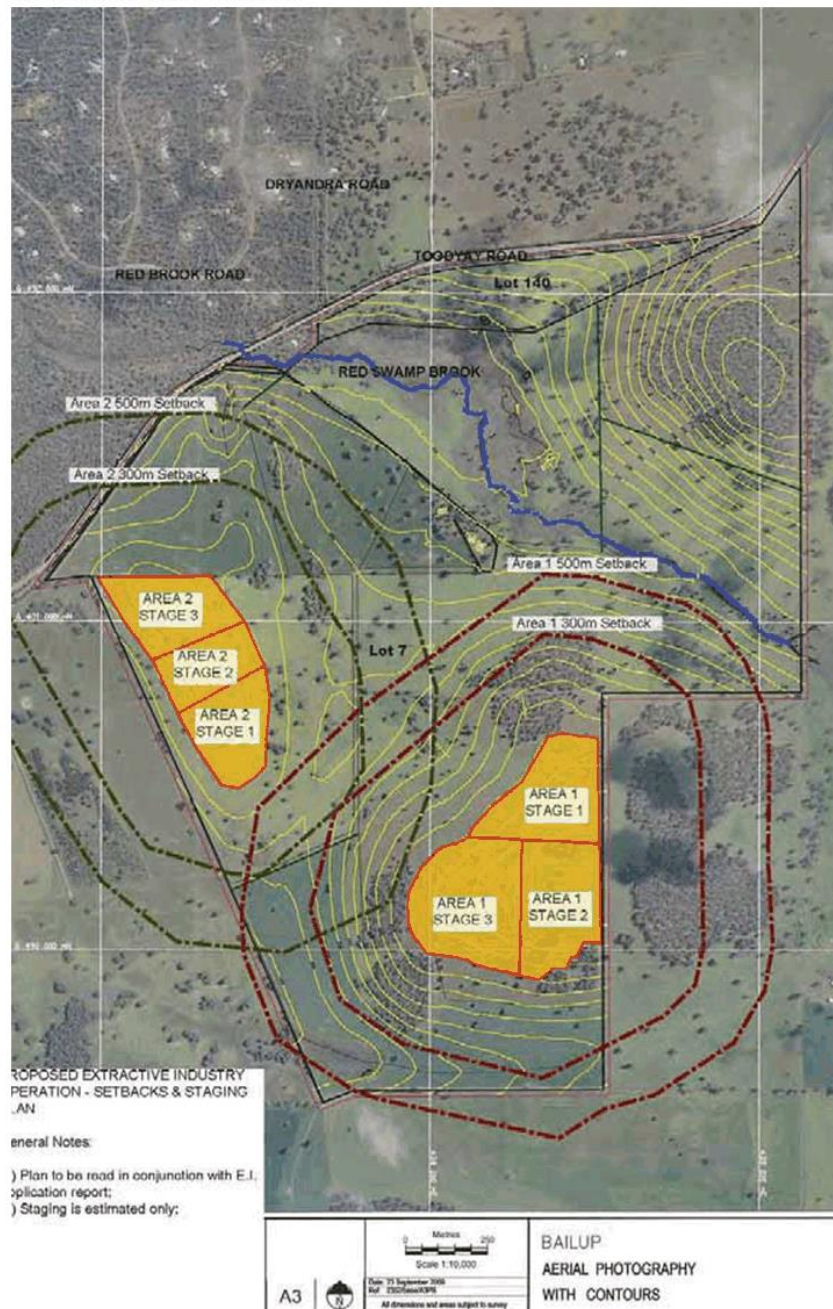 DRYANDRA ROAD
TOODYAY ROAD
RED BROOK ROAD
Lot 140
RED SWAMP BROOK
Area 2 500m Setback
Area 2 300m Setback
Area 1 500m Setback
AREA 2
STAGE 3
Area 1 300m Setback
Lot 7
AREA 2
STAGE 2
AREA 2
STAGE 1
AREA 1
STAGE 1
AREA 1
STAGE 3
AREA 1
STAGE 2
ROPOSED EXTRACTIVE INDUSTRY
PERATION - SETBACKS & STAGING
LAN
eneral Notes:
) Plan to be read in conjunction with E.I.
pplication report;
) Staging is estimated only;
A3
N
Metres
0 250
Scale 1:10,000
All dimensions and areas subject to survey
BAILUP
AERIAL PHOTOGRAPHY
WITH CONTOURS